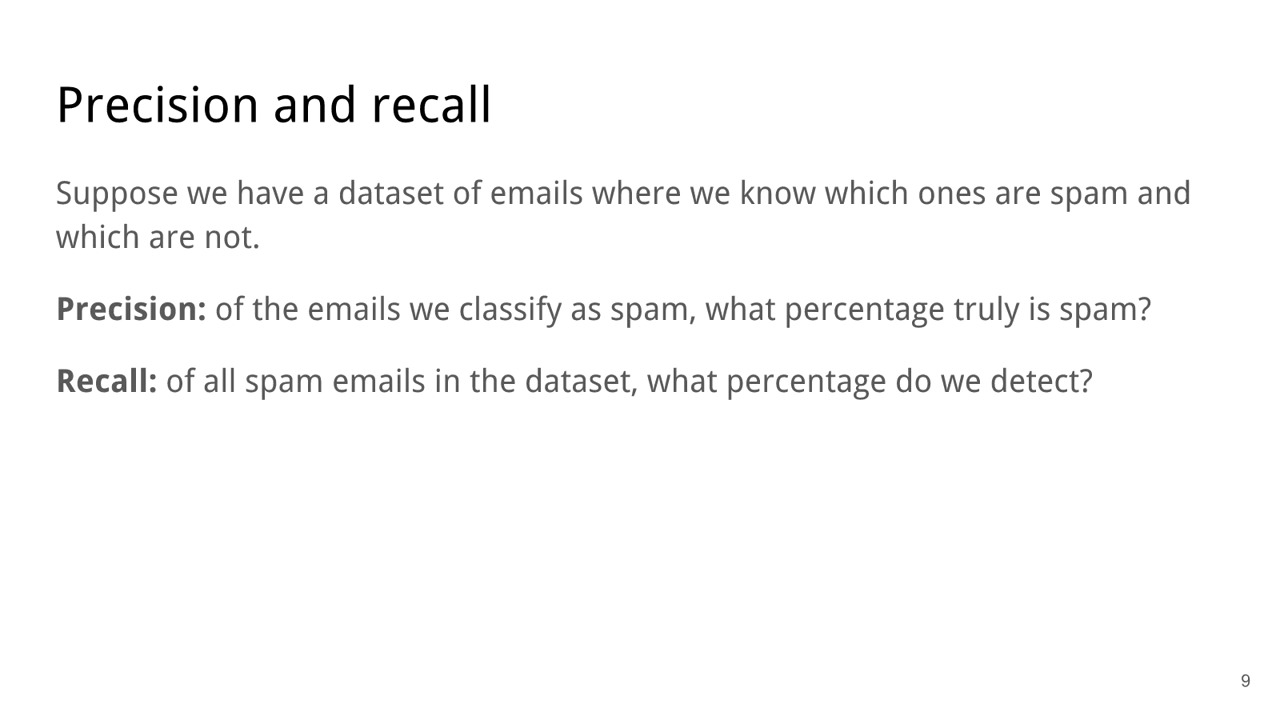 Precision and recall
Suppose we have a dataset of emails where we know which ones are spam and
which are not.
Precision: of the emails we classify as spam, what percentage truly is spam?
Recall: of all spam emails in the dataset, what percentage do we detect?
9